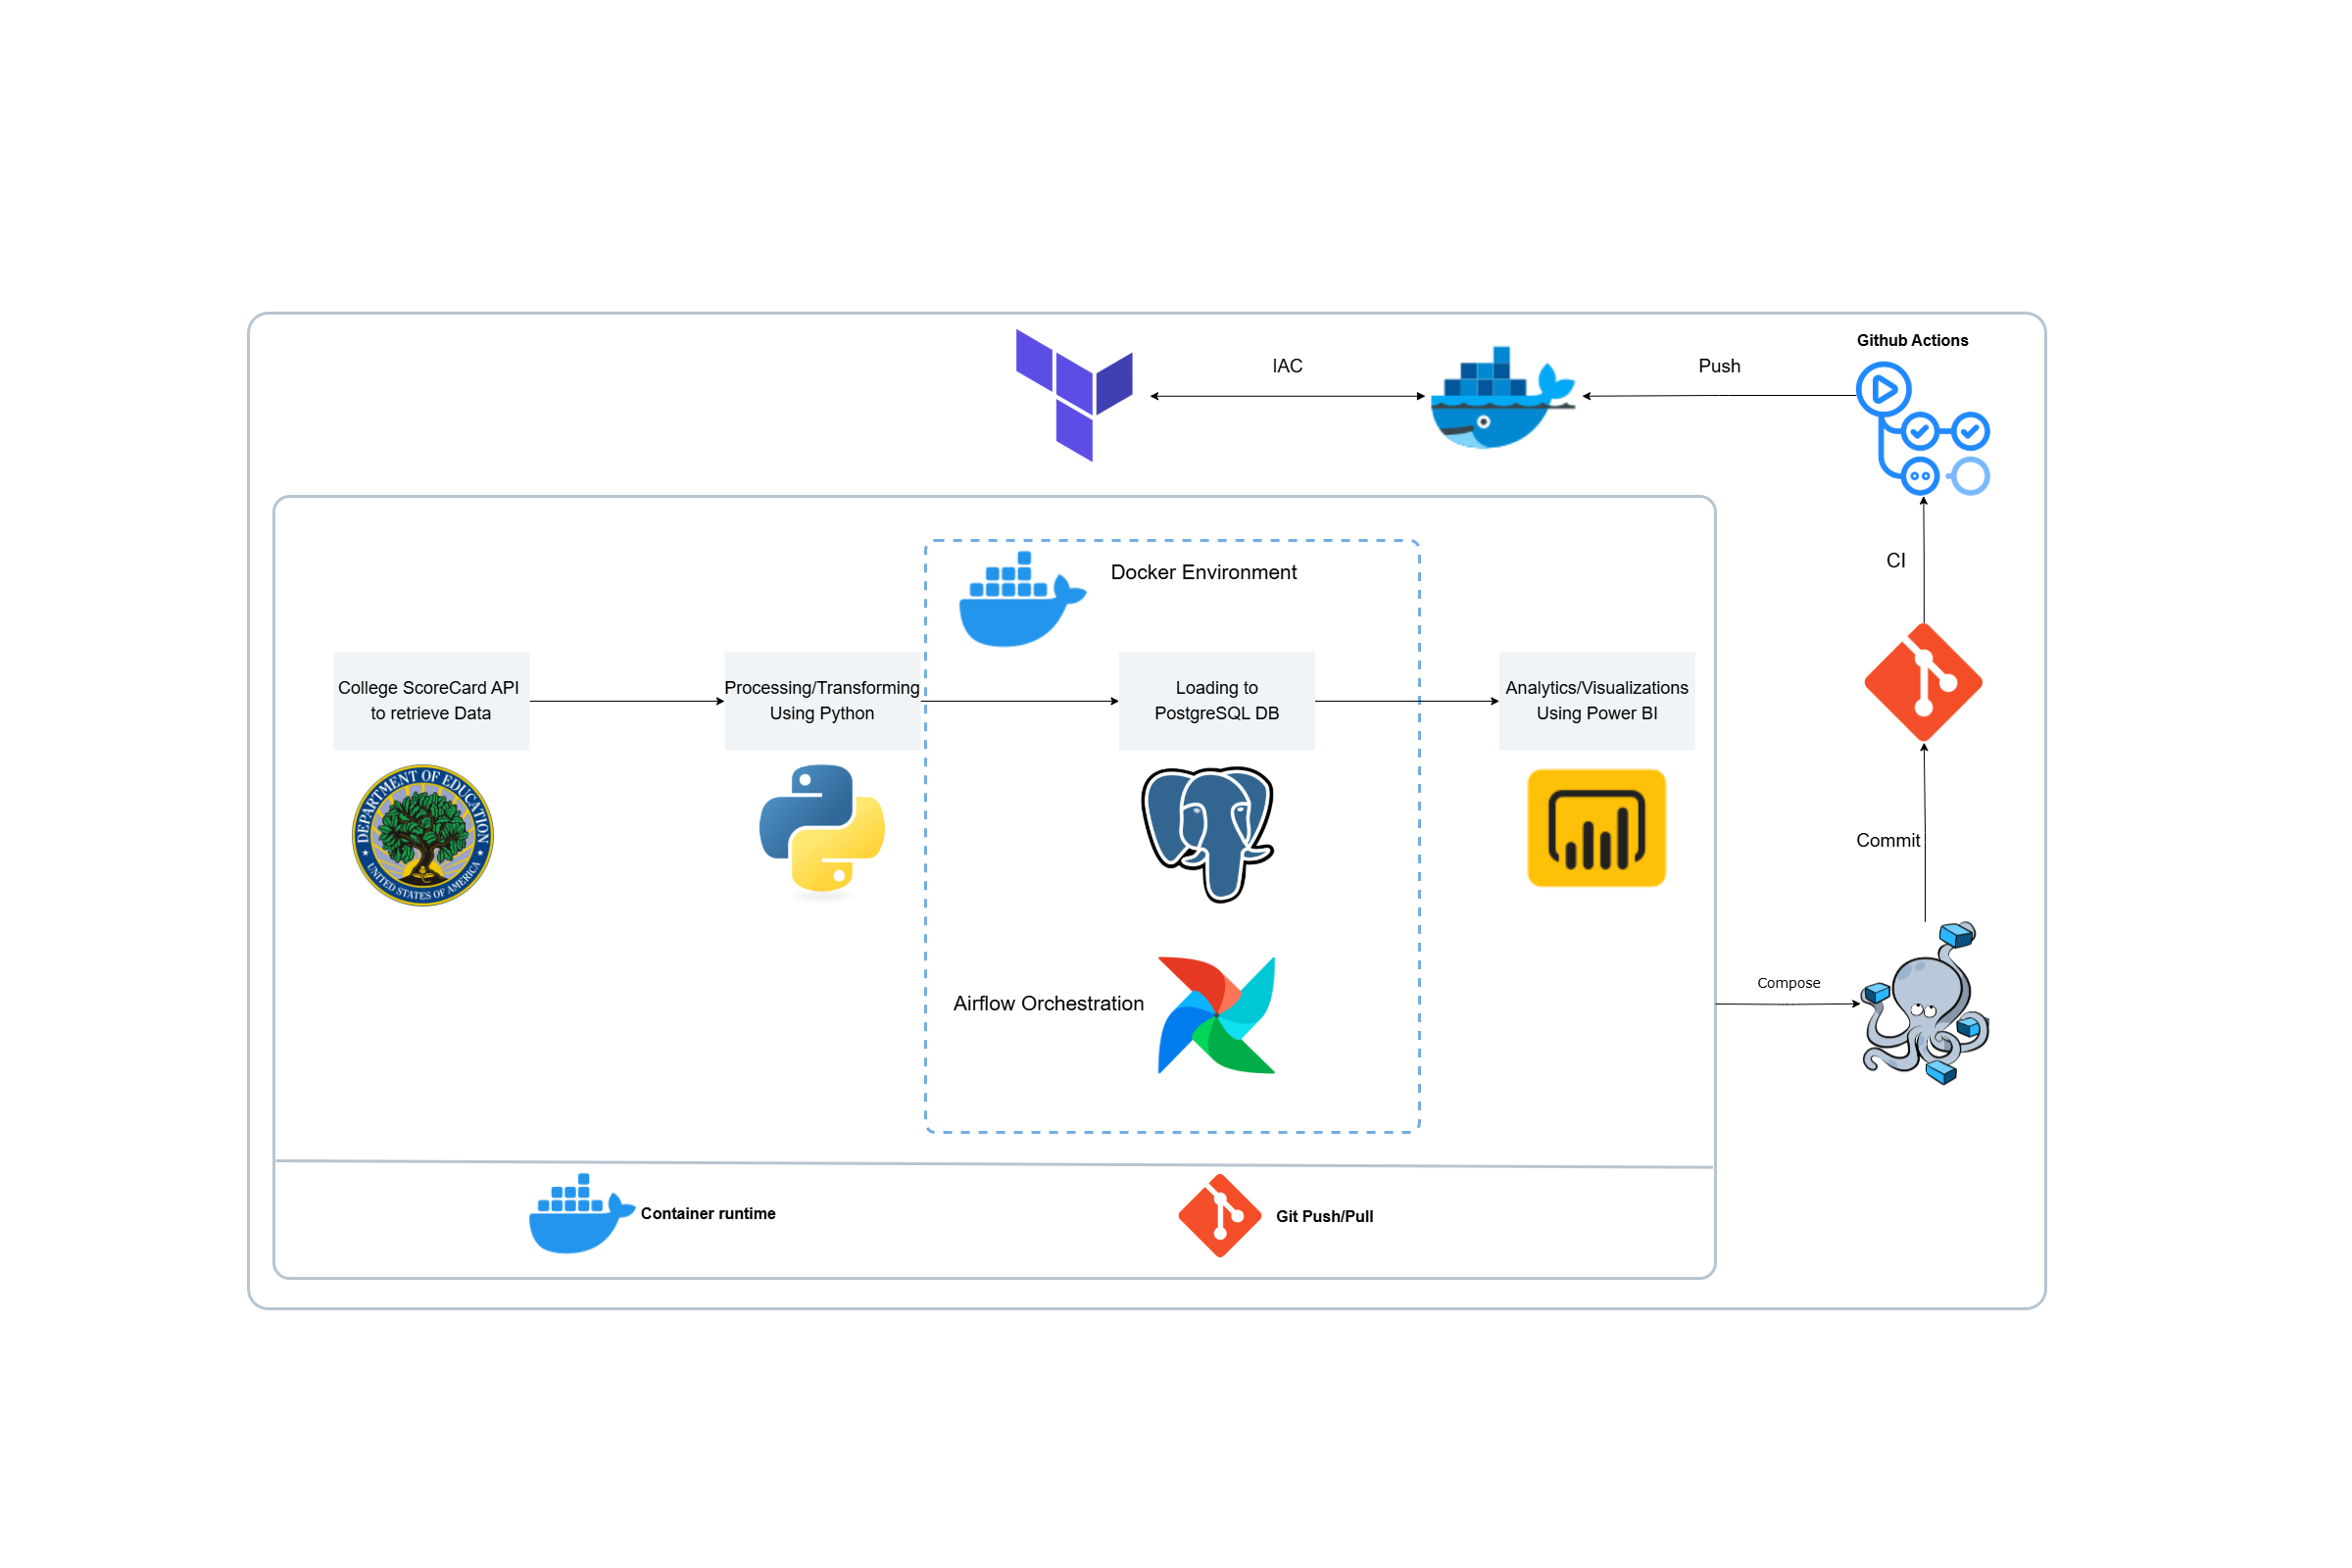 Github Actions
IAC
Push
Docker Environment
CI
College ScoreCard API
to retrieve Data
Processing/Transforming
Using Python
Loading to
PostgreSQL DB
Analytics/Visualizations
Using Power BI
DEPARTMENT OF EDUCATION
UNITED STATES OF AMERICA
Commit
Airflow Orchestration
Compose
Container runtime
Git Push/Pull